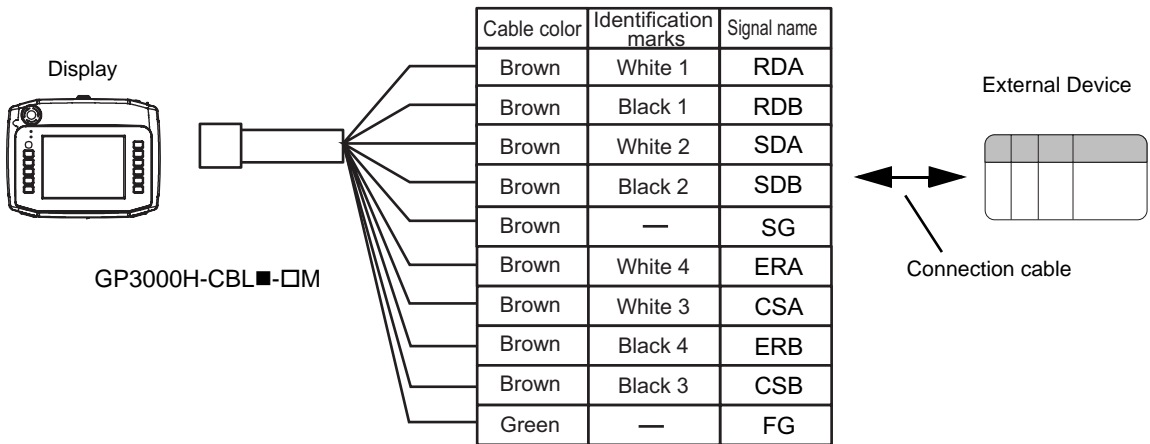 Cable color Identification marks Signal name
Brown White 1 RDA
Display
External Device
Brown Black 1 RDB
Brown White 2 SDA
Brown Black 2 SDB
Brown — SG
Brown White 4 ERA
GP3000H-CBL■-□M
Connection cable
Brown White 3 CSA
Brown Black 4 ERB
Brown Black 3 CSB
Green — FG